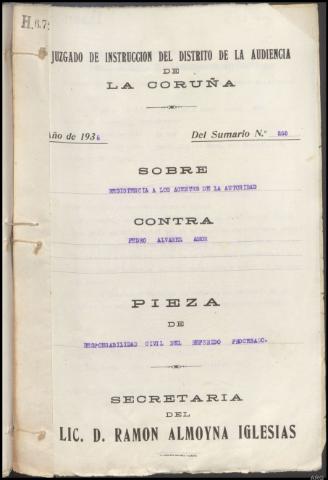 JUZGADO DE INSTRUCCION DEL DISTRITO DE LA AUDIENCIA
DE
LA CORUÑA
Año de 193 Del Sumario N.º
SOBRE
RESISTENCIA A LOS AGENTES DE LA AUTORIDAD
CONTRA
PEDRO ALVAREZ AMOR
PIEZA
DE
RESPONSABILIDAD CIVIL DEL REFERIDO PROCESADO.
SECRETARIA
DEL
LIC. D. RAMON ALMOYNA IGLESIAS